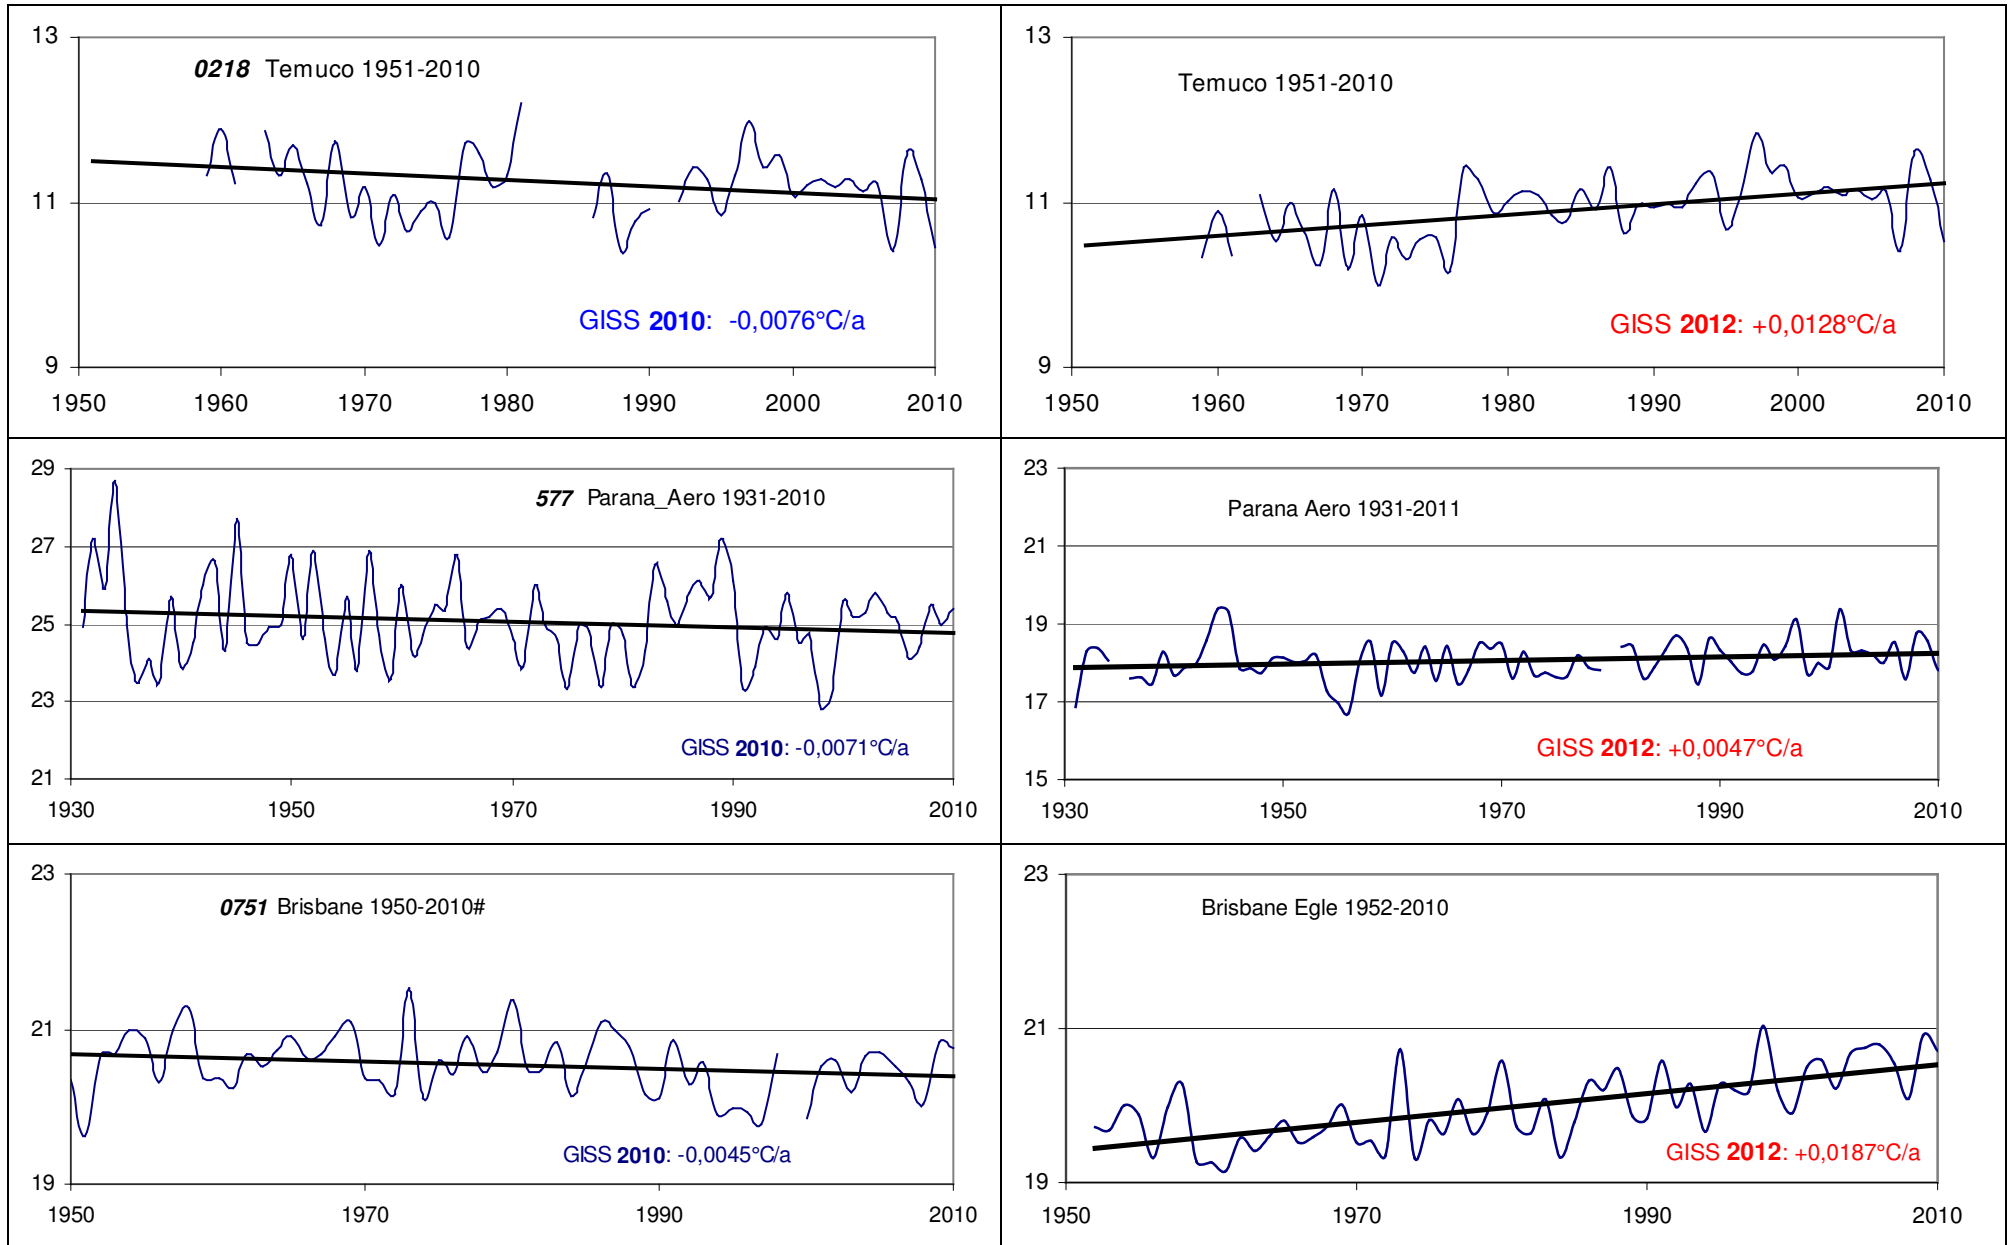 13
0218 Temuco 1951-2010
11
GISS 2010: -0,0076°C/a
9
1950 1960 1970 1980 1990 2000 2010
13
Temuco 1951-2010
11
GISS 2012: +0,0128°C/a
9
1950 1960 1970 1980 1990 2000 2010
29
577 Parana_Aero 1931-2010
27
25
23
GISS 2010: -0,0071°C/a
21
1930 1950 1970 1990 2010
23
Parana Aero 1931-2011
21
19
17
GISS 2012: +0,0047°C/a
15
1930 1950 1970 1990 2010
23
0751 Brisbane 1950-2010#
21
GISS 2010: -0,0045°C/a
19
1950 1970 1990 2010
23
Brisbane Egle 1952-2010
21
GISS 2012: +0,0187°C/a
19
1950 1970 1990 2010